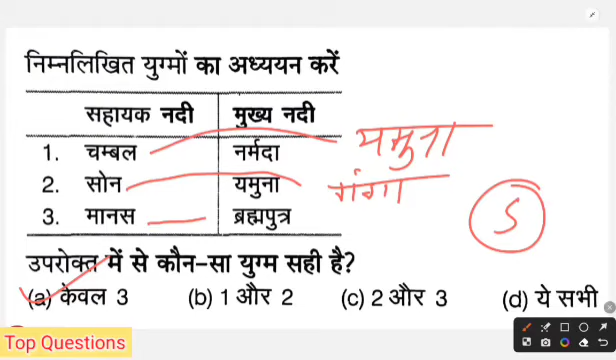 निम्नलिखित युग्मों का अध्ययन करें
सहायक नदी मुख्य नदी
1. चम्बल नर्मदा यमुना
2. सोन यमुना गंगा
3. मानस ब्रह्मपुत्र 5
उपरोक्त में से कौन-सा युग्म सही है?
(a) केवल 3 (b) 1 और 2 (c) 2 और 3 (d) ये सभी
Top Questions